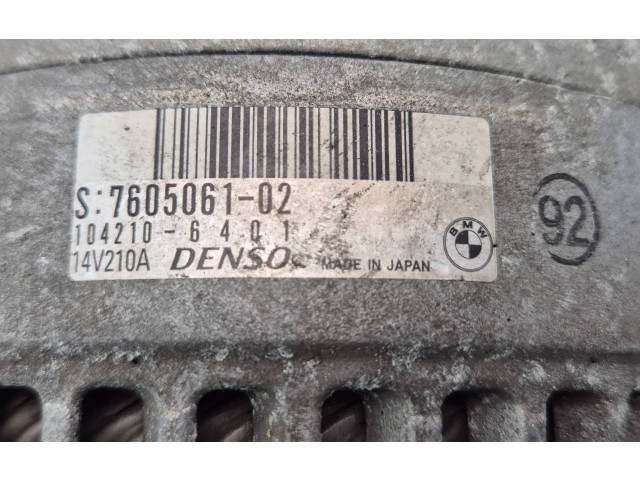 S: 7605061-02
104210-6401
14V210A DENSO MADE IN JAPAN
BMW
92